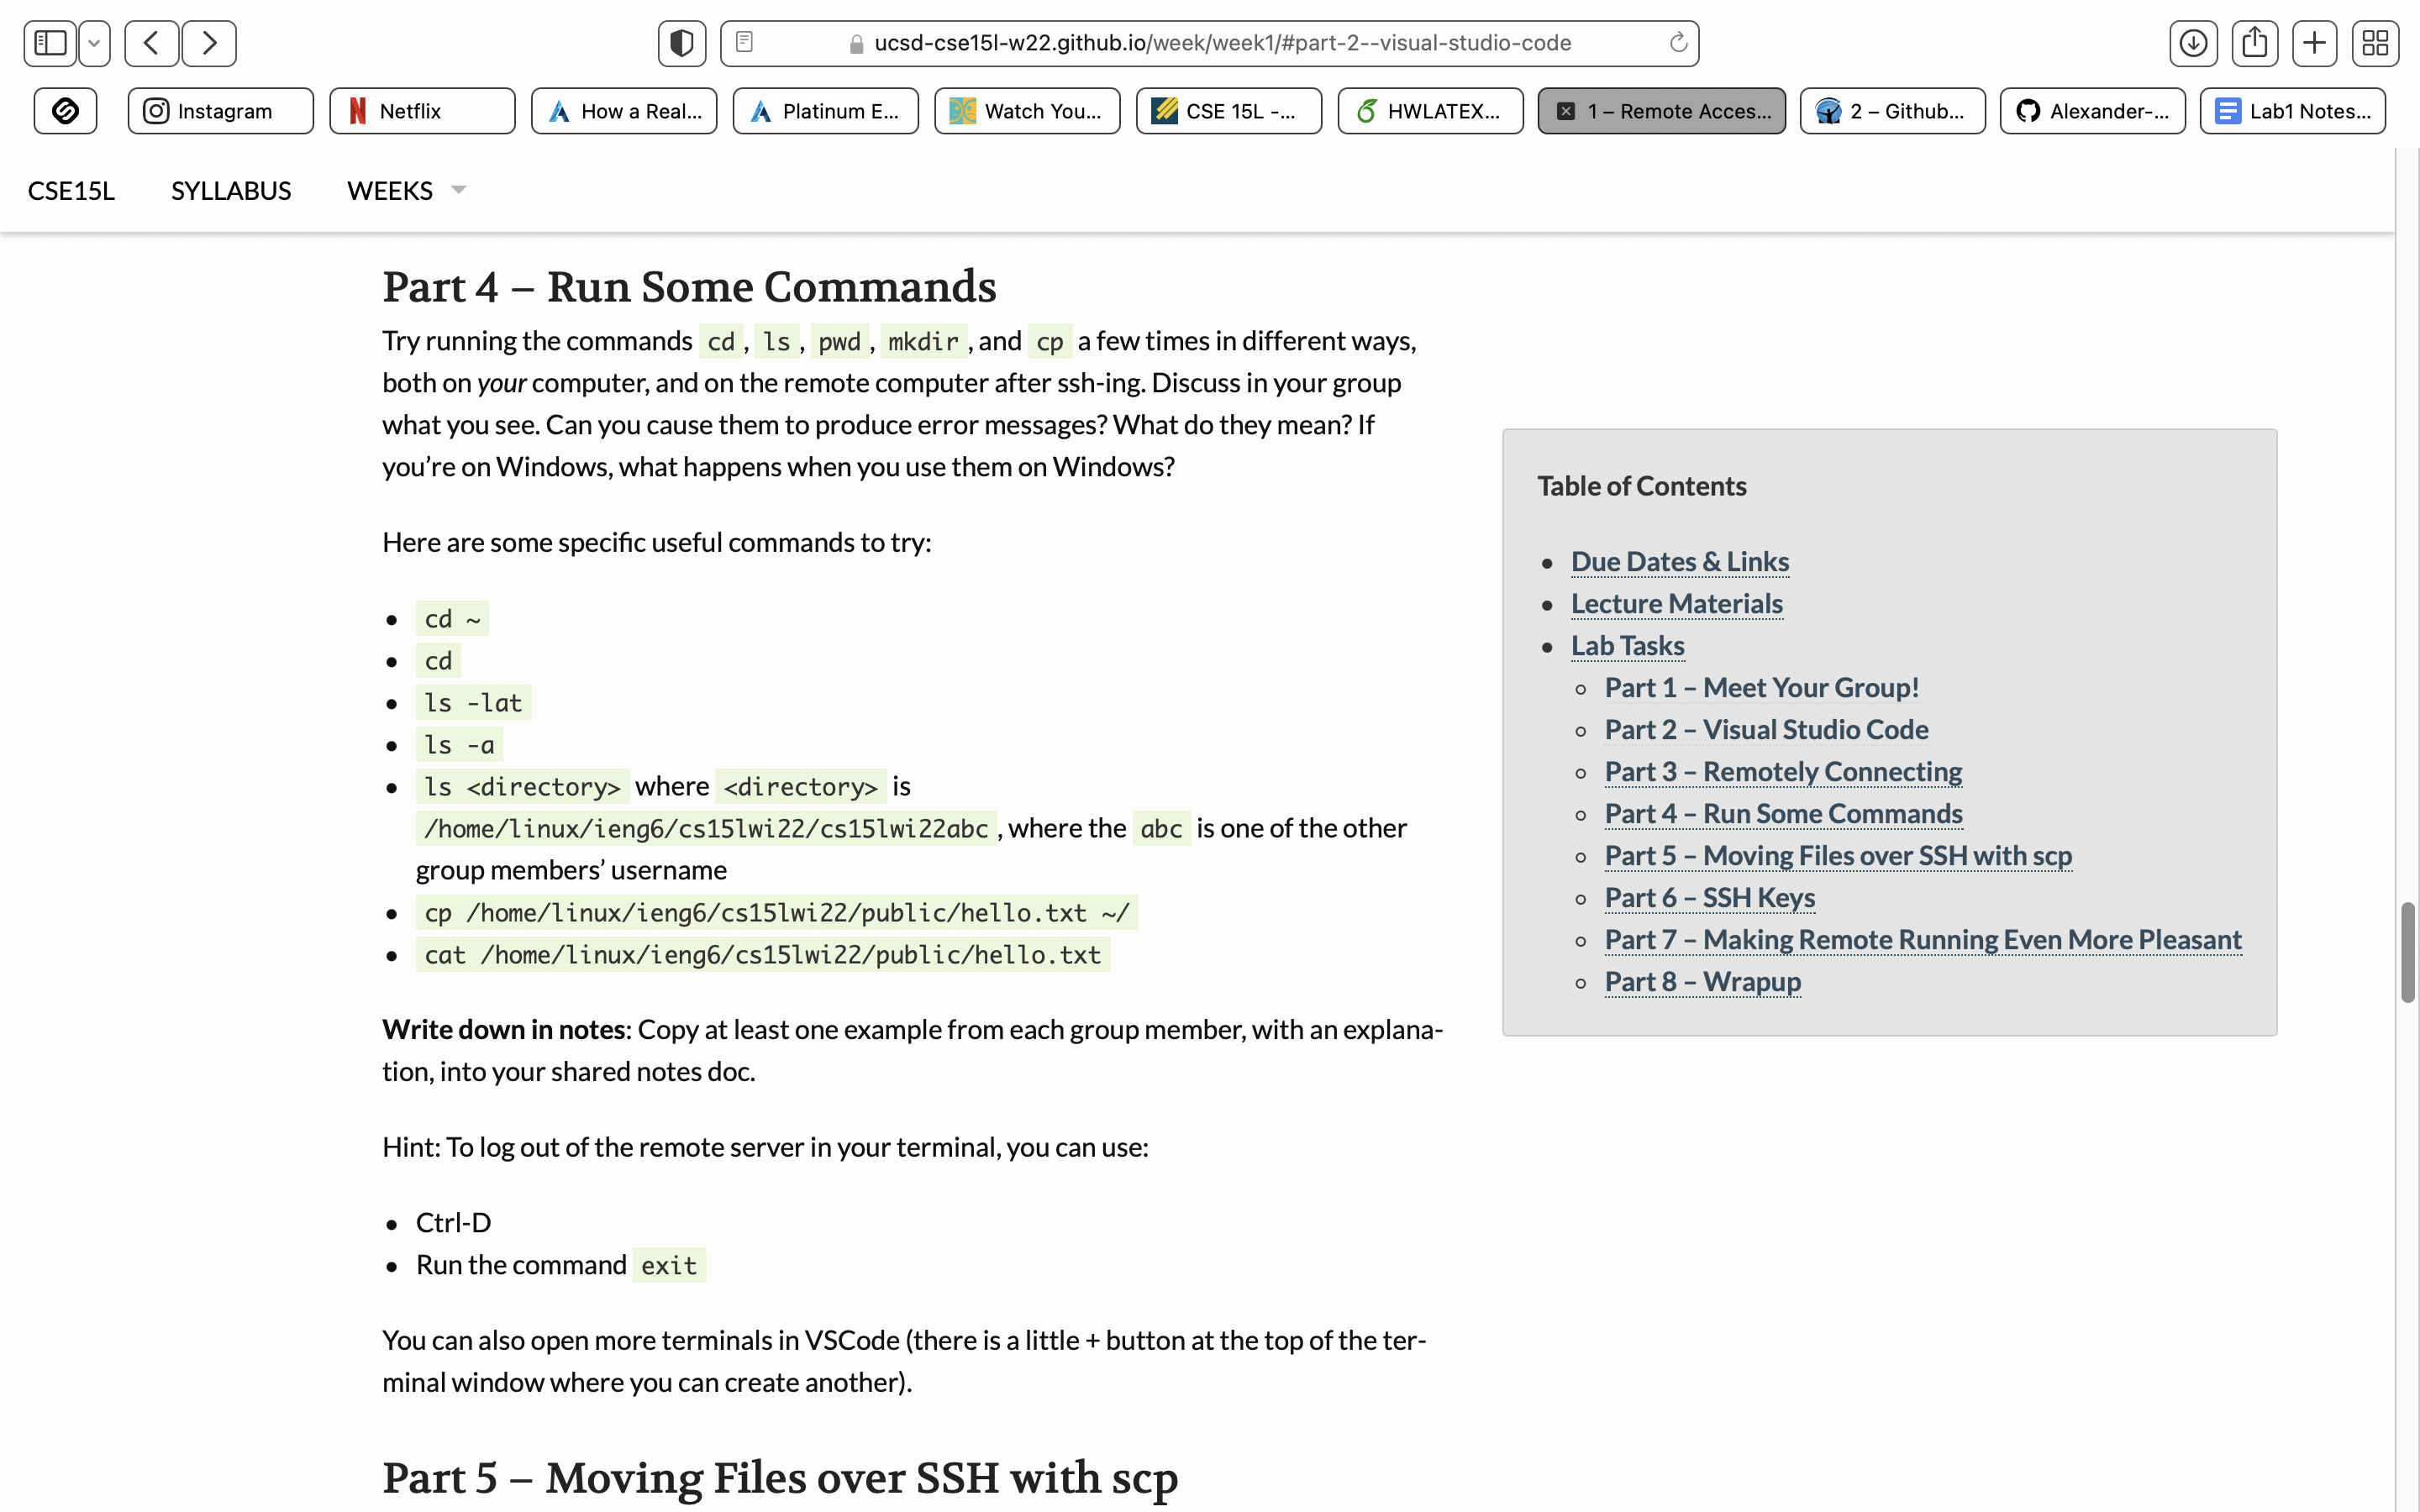 ucsd-cse15l-w22.github.io/week/week1/#part-2--visual-studio-code
Instagram
Netflix
How a Real...
Platinum E...
Watch You...
CSE 15L -...
HWLATEX...
1 – Remote Acces...
2 – Github...
Alexander-...
Lab1 Notes...
CSE15L
SYLLABUS
WEEKS
Part 4 – Run Some Commands
Try running the commands cd, ls, pwd, mkdir, and cp a few times in different ways,
both on your computer, and on the remote computer after ssh-ing. Discuss in your group
what you see. Can you cause them to produce error messages? What do they mean? If
you’re on Windows, what happens when you use them on Windows?
Here are some specific useful commands to try:
cd ~
cd
ls -lat
ls -a
ls <directory> where <directory> is
/home/linux/ieng6/cs15lwi22/cs15lwi22abc, where the abc is one of the other
group members’ username
cp /home/linux/ieng6/cs15lwi22/public/hello.txt ~/
cat /home/linux/ieng6/cs15lwi22/public/hello.txt
Write down in notes: Copy at least one example from each group member, with an explana-
tion, into your shared notes doc.
Hint: To log out of the remote server in your terminal, you can use:
Ctrl-D
Run the command exit
You can also open more terminals in VSCode (there is a little + button at the top of the ter-
minal window where you can create another).
Part 5 – Moving Files over SSH with scp
Table of Contents
Due Dates & Links
Lecture Materials
Lab Tasks
Part 1 – Meet Your Group!
Part 2 – Visual Studio Code
Part 3 – Remotely Connecting
Part 4 – Run Some Commands
Part 5 – Moving Files over SSH with scp
Part 6 – SSH Keys
Part 7 – Making Remote Running Even More Pleasant
Part 8 – Wrapup